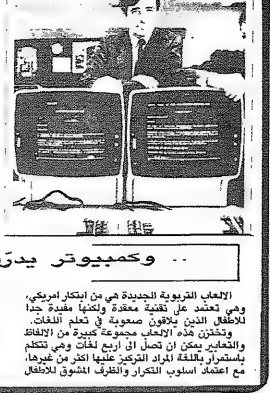 .. وكمبيوتر يدرّ
الالعاب التربوية الجديدة هي من ابتكار امريكي،
وهي تعتمد على تقنية معقدة ولكنها مفيدة جدا
للاطفال الذين يلاقون صعوبة في تعلم اللغات.
وتختزن هذه الالعاب مجموعة كبيرة من الالفاظ
والتعابير يمكن ان تصل الى اربع لغات وهي تتكلم
باستمرار باللغة المراد التركيز عليها اكثر من غيرها،
مع اعتماد اسلوب التكرار والظرف المشوق للاطفال